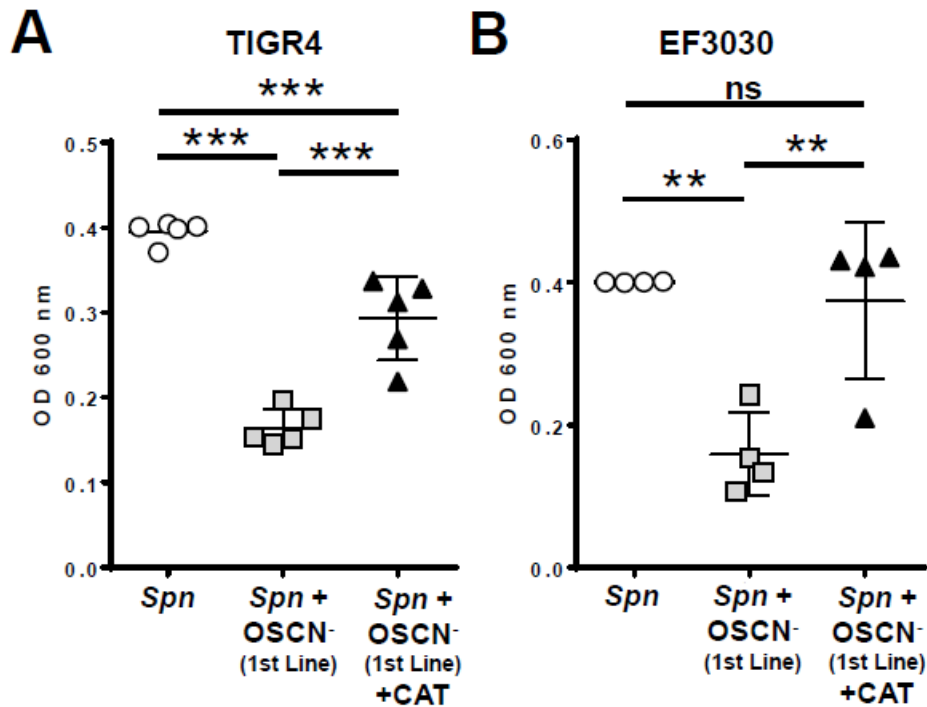 A
TIGR4
***
***
***
0.5
0.4
0.3
0.2
0.1
0.0
OD 600 nm
Spn
Spn +
OSCN⁻
(1st Line)
Spn +
OSCN⁻
(1st Line)
+CAT
B
EF3030
ns
**
**
0.6
0.4
0.2
0.0
OD 600 nm
Spn
Spn +
OSCN⁻
(1st Line)
Spn +
OSCN⁻
(1st Line)
+CAT